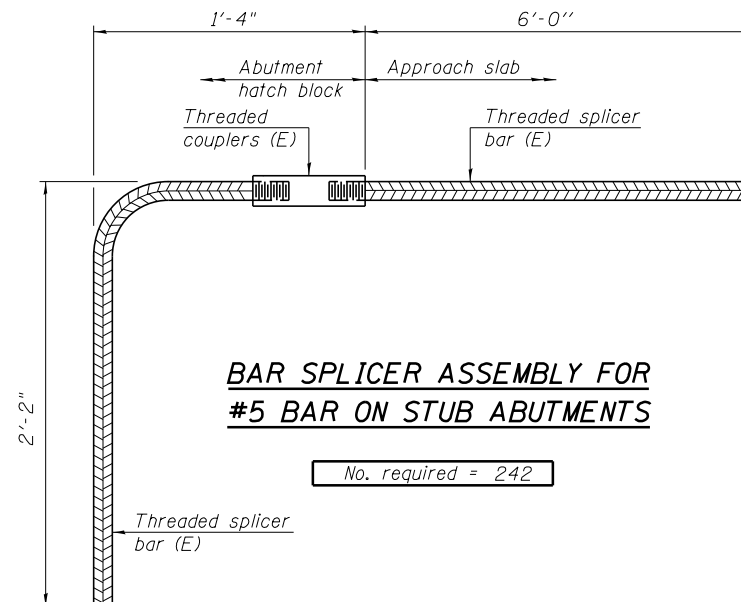 1'-4"
6'-0"
Abutment
hatch block
Approach slab
Threaded
couplers (E)
Threaded splicer
bar (E)
2'-2"
BAR SPLICER ASSEMBLY FOR
#5 BAR ON STUB ABUTMENTS
No. required = 242
Threaded splicer
bar (E)